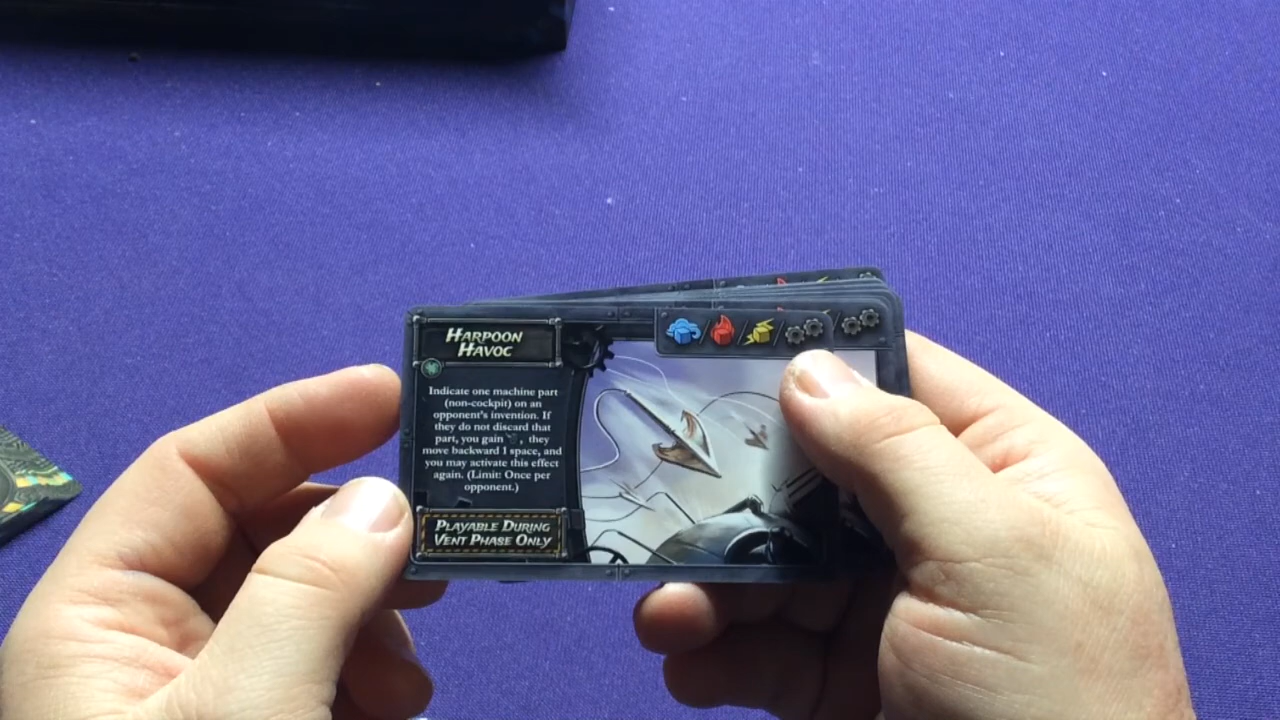 HARPOON
HAVOC
Indicate one machine part
(non-cockpit) on an
opponent's invention. If
they do not discard that
part, you gain , they
move backward 1 space, and
you may activate this effect
again. (Limit: Once per
opponent.)
PLAYABLE DURING
VENT PHASE ONLY